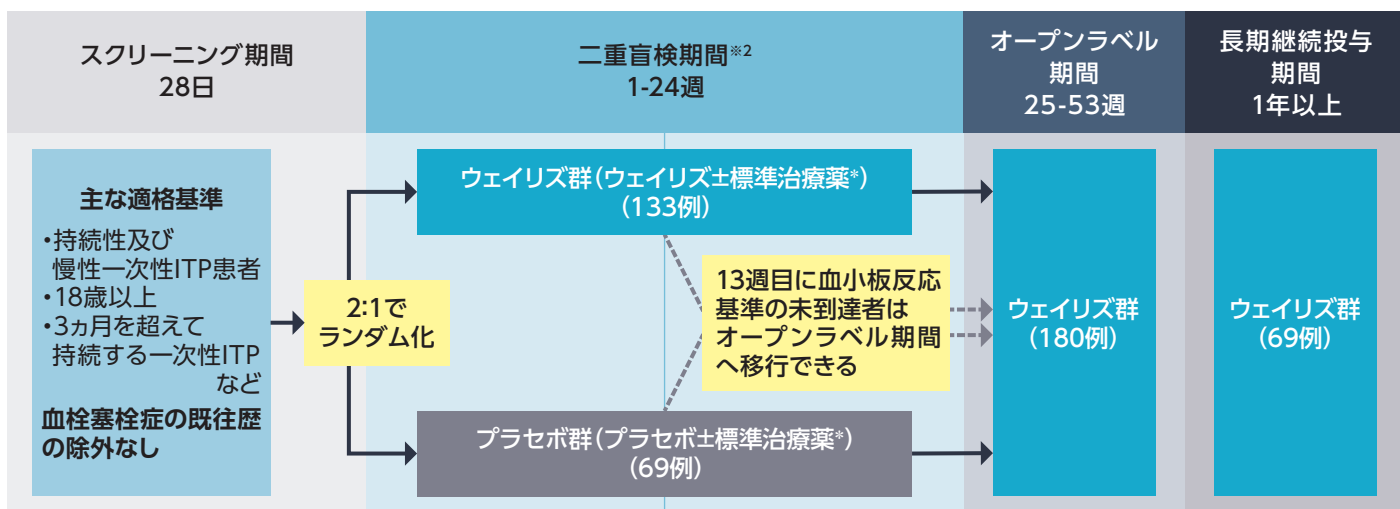 スクリーニング期間
28日
二重盲検期間※2
1-24週
オープンラベル
期間
25-53週
長期継続投与
期間
1年以上
主な適格基準
・持続性及び
慢性一次性ITP患者
・18歳以上
・3ヵ月を超えて
持続する一次性ITP
など
血栓塞栓症の既往歴
の除外なし
2:1で
ランダム化
ウェイリズ群（ウェイリズ±標準治療薬*）
（133例）
13週目に血小板反応
基準の未到達者は
オープンラベル期間
へ移行できる
プラセボ群（プラセボ±標準治療薬*）
（69例）
ウェイリズ群
（180例）
ウェイリズ群
（69例）